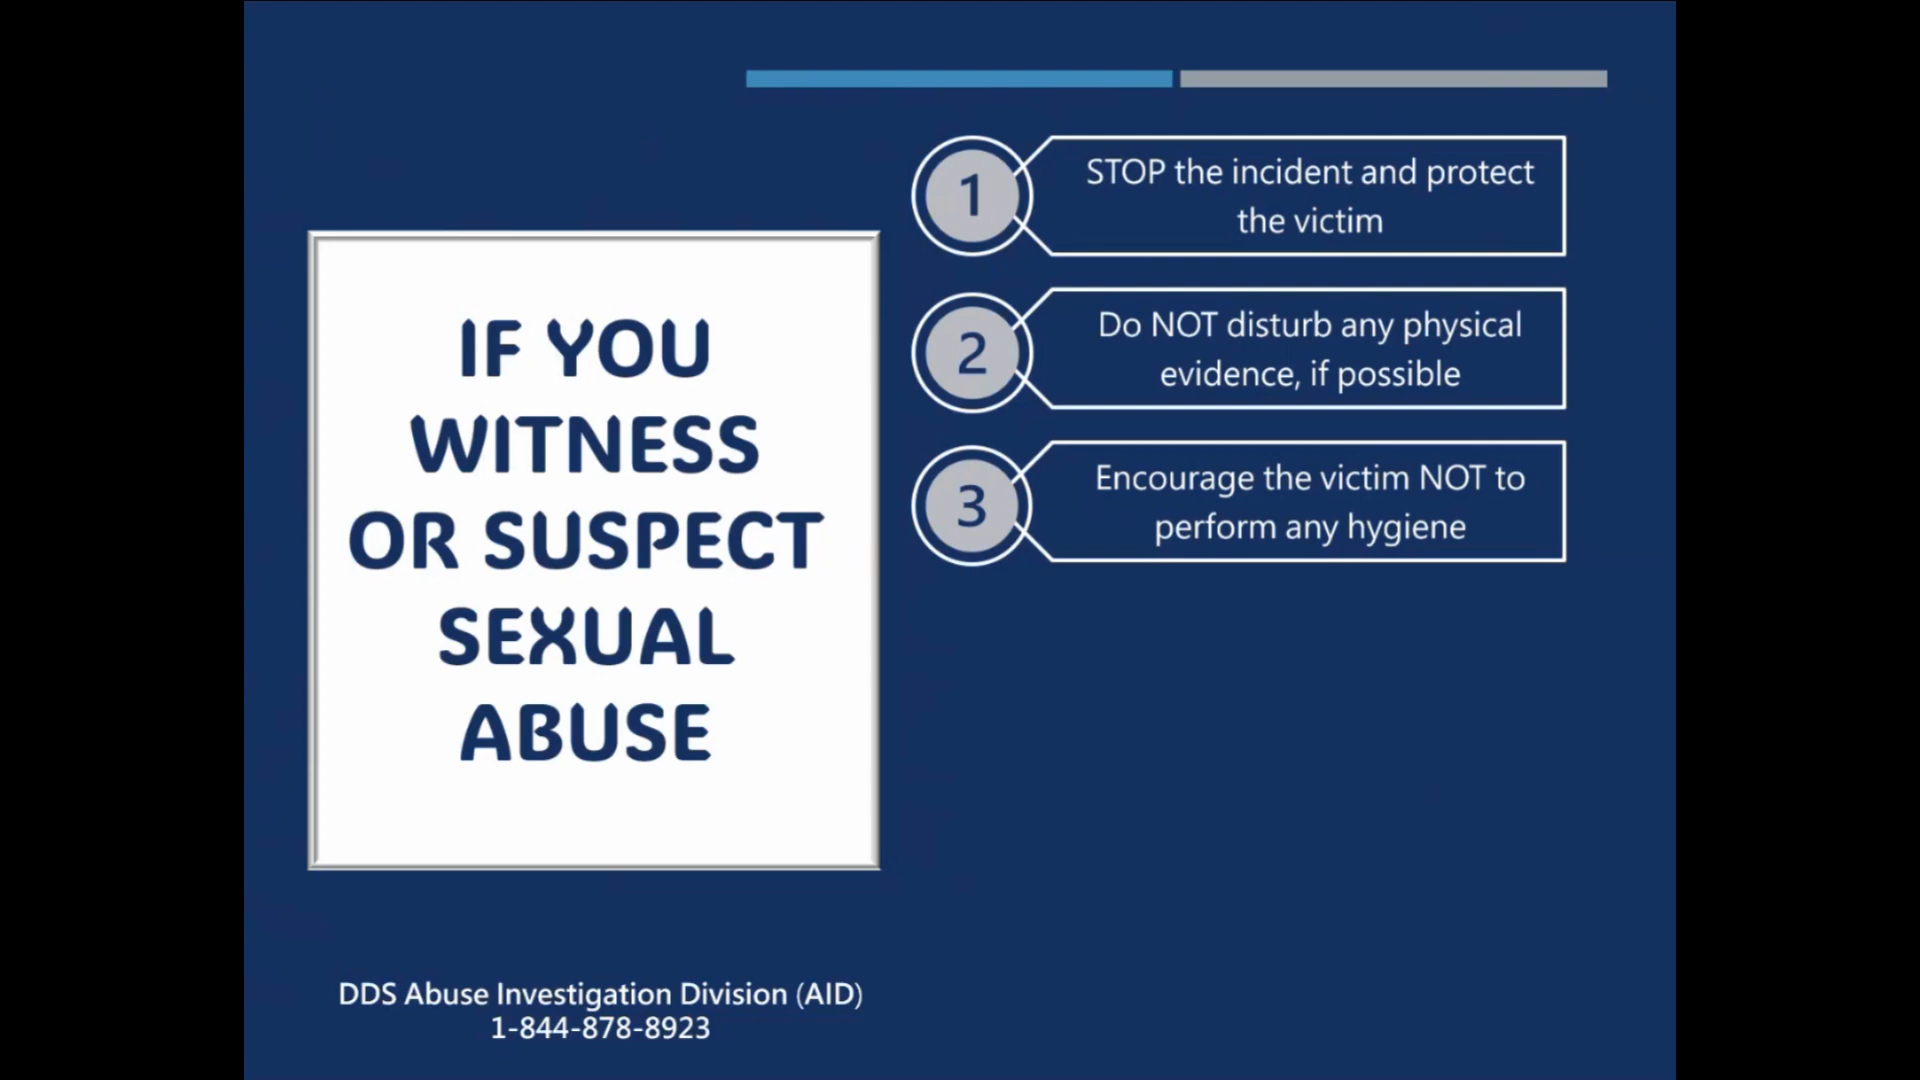 IF YOU
WITNESS
OR SUSPECT
SEXUAL
ABUSE
1
STOP the incident and protect
the victim
2
Do NOT disturb any physical
evidence, if possible
3
Encourage the victim NOT to
perform any hygiene
DDS Abuse Investigation Division (AID)
1-844-878-8923